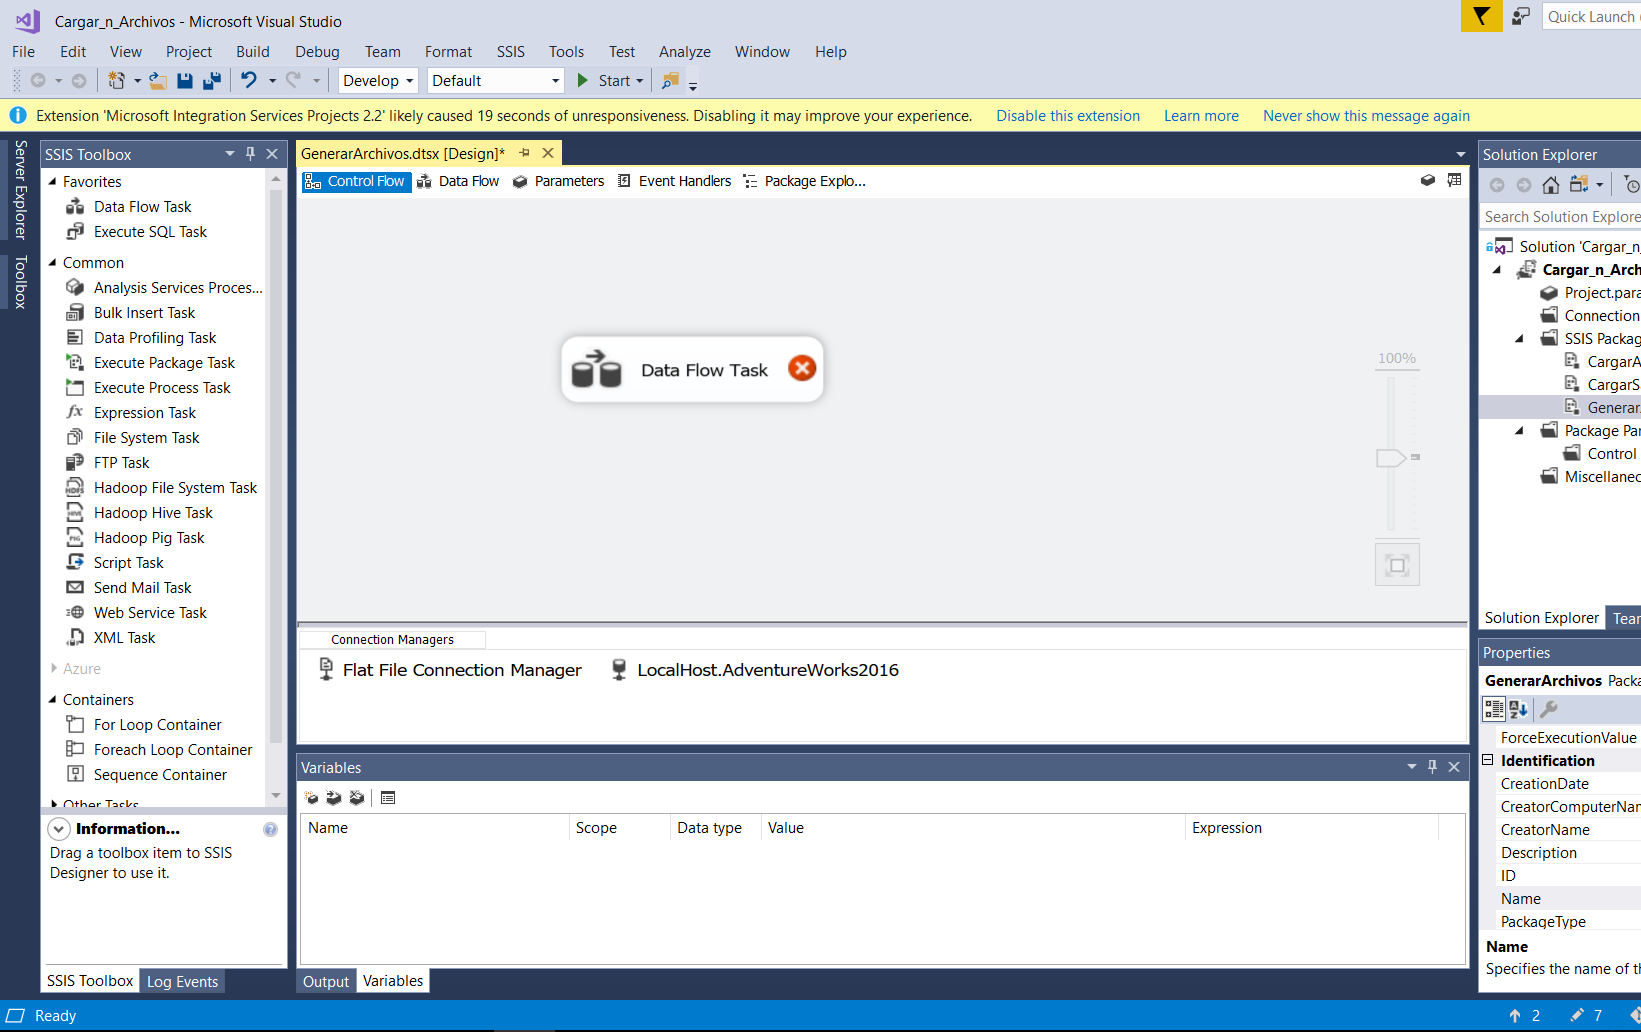 Cargar_n_Archivos - Microsoft Visual Studio
Quick Launch
File Edit View Project Build Debug Team Format SSIS Tools Test Analyze Window Help
Develop Default Start
Extension 'Microsoft Integration Services Projects 2.2' likely caused 19 seconds of unresponsiveness. Disabling it may improve your experience. Disable this extension Learn more Never show this message again
Server Explorer
Toolbox
SSIS Toolbox
Favorites
Data Flow Task
Execute SQL Task
Common
Analysis Services Proces...
Bulk Insert Task
Data Profiling Task
Execute Package Task
Execute Process Task
Expression Task
File System Task
FTP Task
Hadoop File System Task
Hadoop Hive Task
Hadoop Pig Task
Script Task
Send Mail Task
Web Service Task
XML Task
Azure
Containers
For Loop Container
Foreach Loop Container
Sequence Container
Other Tasks
Information...
Drag a toolbox item to SSIS
Designer to use it.
SSIS Toolbox Log Events
GenerarArchivos.dtsx [Design]*
Control Flow Data Flow Parameters Event Handlers Package Explo...
Data Flow Task
100%
Connection Managers
Flat File Connection Manager LocalHost.AdventureWorks2016
Variables
Name Scope Data type Value Expression
Output Variables
Solution Explorer
Search Solution Explore
Solution 'Cargar_n_
Cargar_n_Arch
Project.para
Connection
SSIS Packag
CargarA
CargarS
Generar
Package Par
Control
Miscellanec
Solution Explorer Tear
Properties
GenerarArchivos Packa
ForceExecutionValue
Identification
CreationDate
CreatorComputerNam
CreatorName
Description
ID
Name
PackageType
Name
Specifies the name of th
Ready 2 7